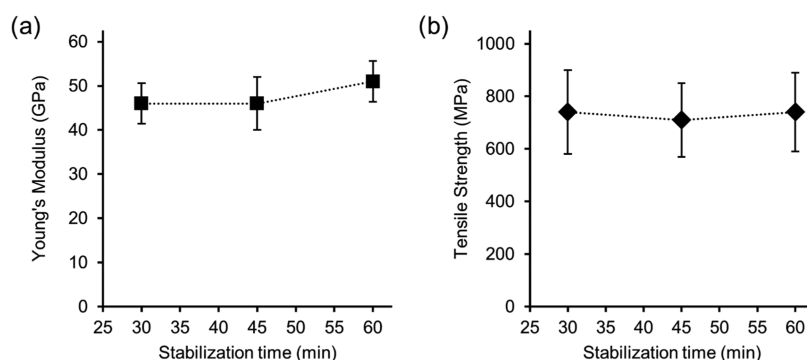 (a)
Young's Modulus (GPa)
60
50
40
30
20
10
0
25 30 35 40 45 50 55 60
Stabilization time (min)
(b)
Tensile Strength (MPa)
1000
800
600
400
200
0
25 30 35 40 45 50 55 60
Stabilization time (min)